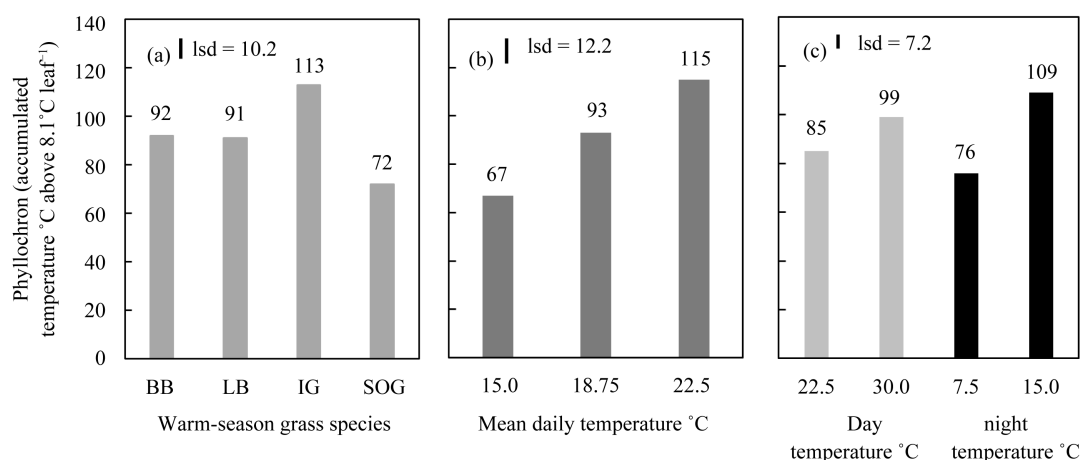 Phyllochron (accumulated
temperature ˚C above 8.1˚C leaf⁻¹)
140
120
100
80
60
40
20
0
(a) lsd = 10.2
92
91
113
72
BB LB IG SOG
Warm-season grass species
(b) lsd = 12.2
67
93
115
15.0 18.75 22.5
Mean daily temperature ˚C
(c) lsd = 7.2
85
99
76
109
22.5 30.0 7.5 15.0
Day night
temperature ˚C temperature ˚C